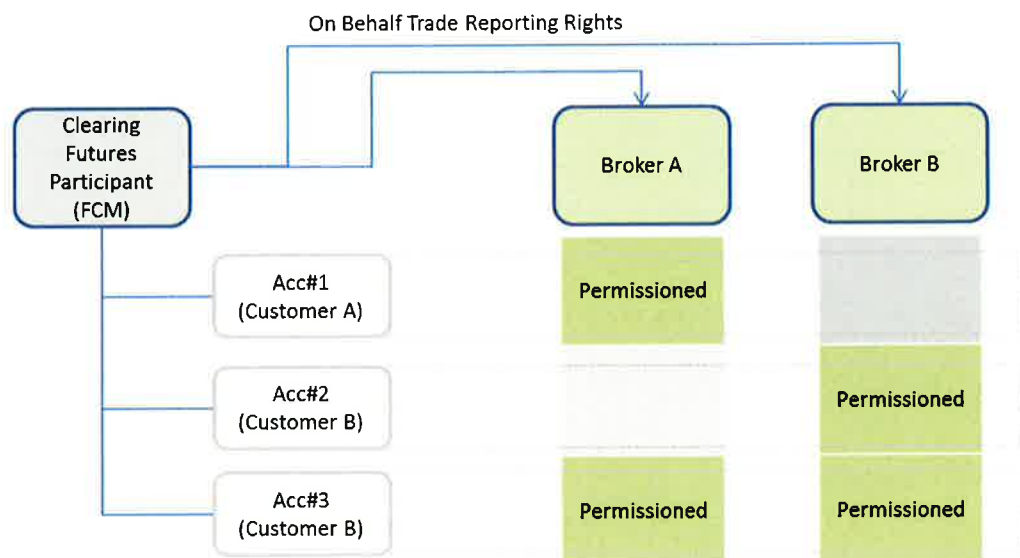 On Behalf Trade Reporting Rights
Clearing
Futures
Participant
(FCM)
Broker A
Broker B
Acc#1
(Customer A)
Permissioned
Acc#2
(Customer B)
Permissioned
Acc#3
(Customer B)
Permissioned
Permissioned